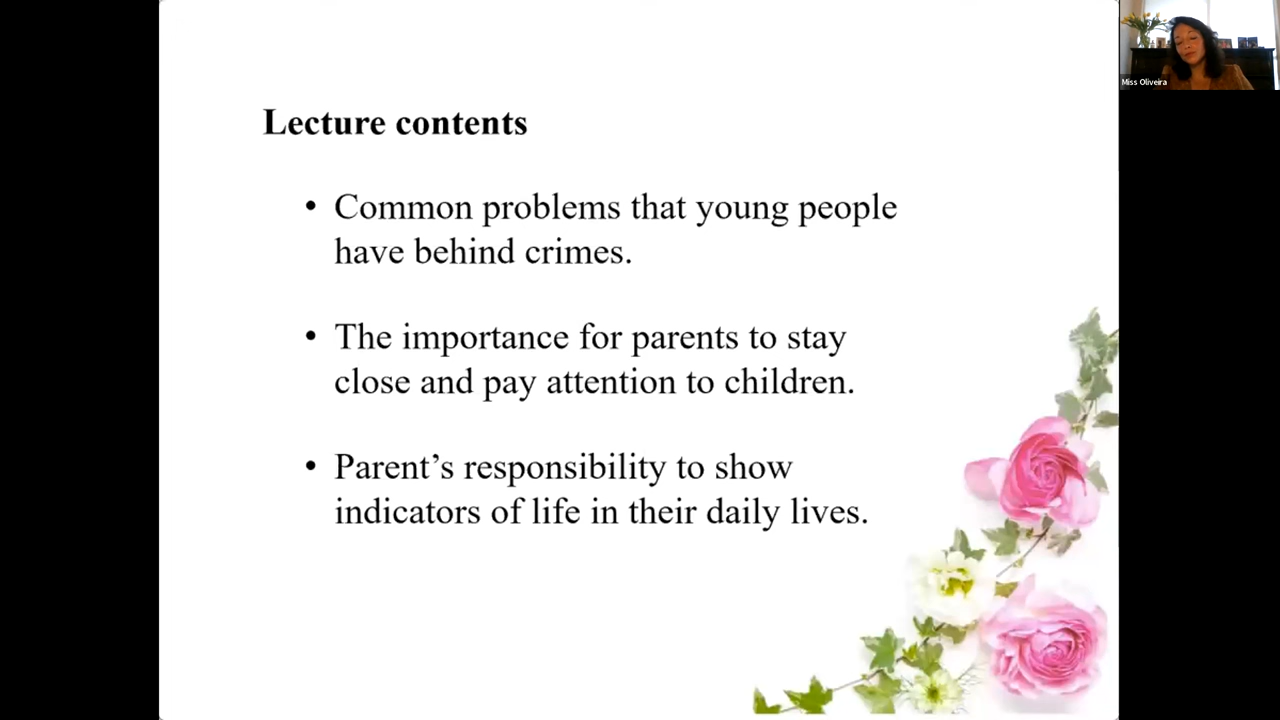 Lecture contents
• Common problems that young people
have behind crimes.
• The importance for parents to stay
close and pay attention to children.
• Parent’s responsibility to show
indicators of life in their daily lives.
Miss Oliveira